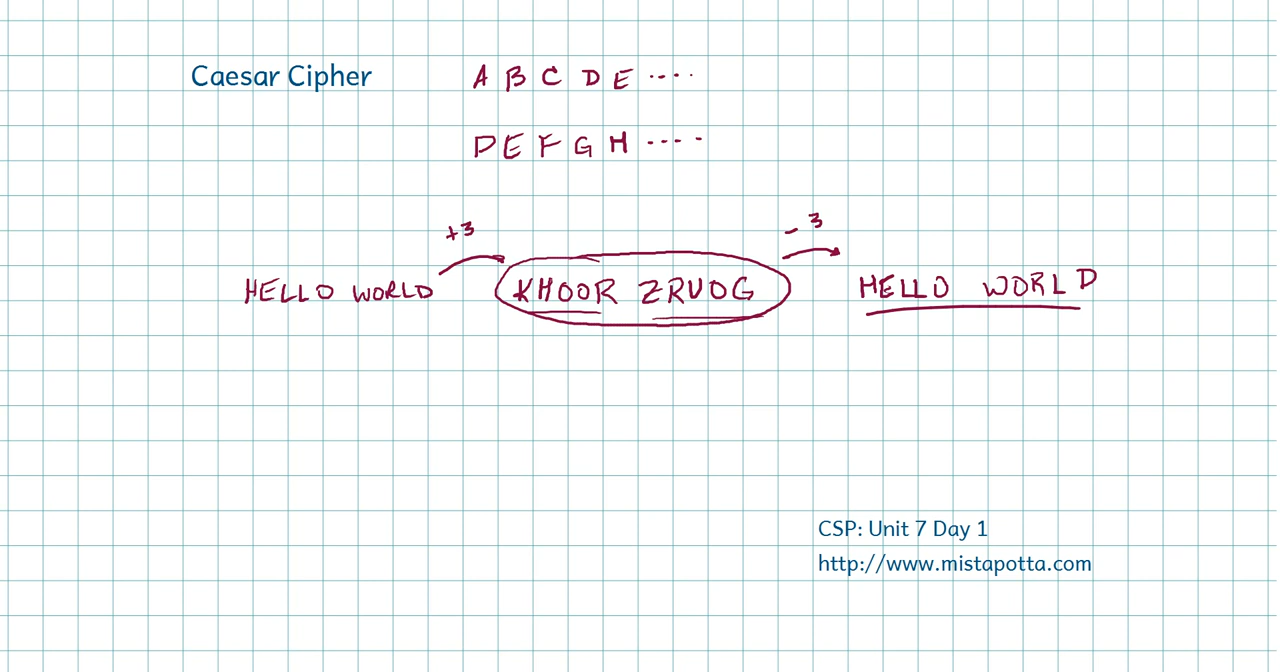 Caesar Cipher A B C D E ....
D E F G H ....
+3 - 3
HELLO WORLD KHOOR ZRUOG HELLO WORLD
CSP: Unit 7 Day 1
http://www.mistapotta.com